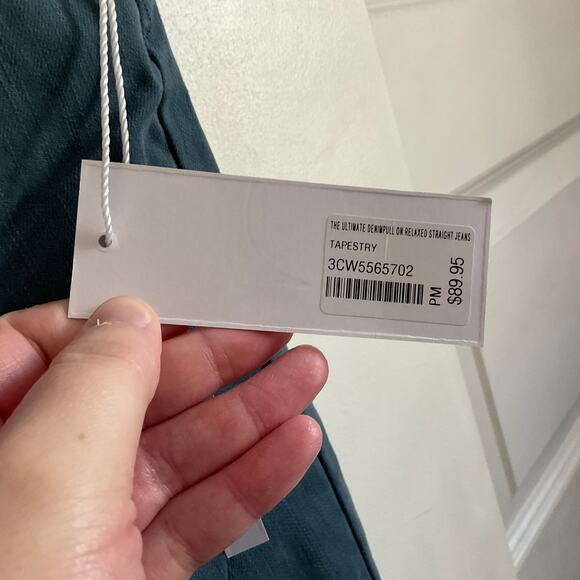 THE ULTIMATE DENIMPULL ON RELAXED STRAIGHT JEANS
TAPESTRY
3CW5565702
PM
$89.95